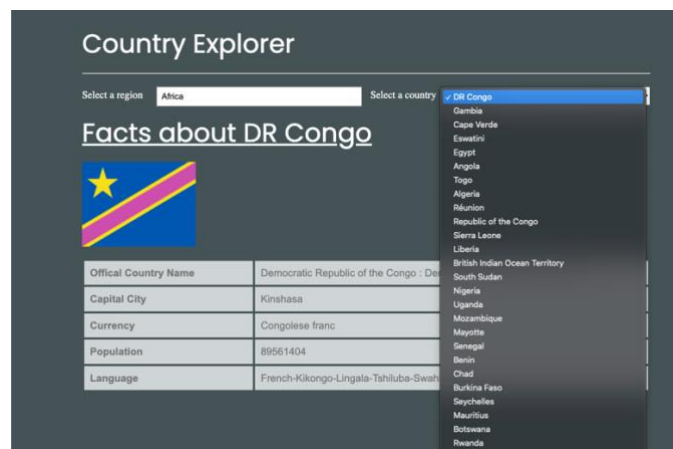 Country Explorer
Select a region Africa Select a country ✓ DR Congo
Facts about DR Congo
Offical Country Name Democratic Republic of the Congo : De
Capital City Kinshasa
Currency Congolese franc
Population 89561404
Language French-Kikongo-Lingala-Tshiluba-Swah
Gambia
Cape Verde
Eswatini
Egypt
Angola
Togo
Algeria
Réunion
Republic of the Congo
Sierra Leone
Liberia
British Indian Ocean Territory
South Sudan
Nigeria
Uganda
Mozambique
Mayotte
Senegal
Benin
Chad
Burkina Faso
Seychelles
Mauritius
Botswana
Rwanda